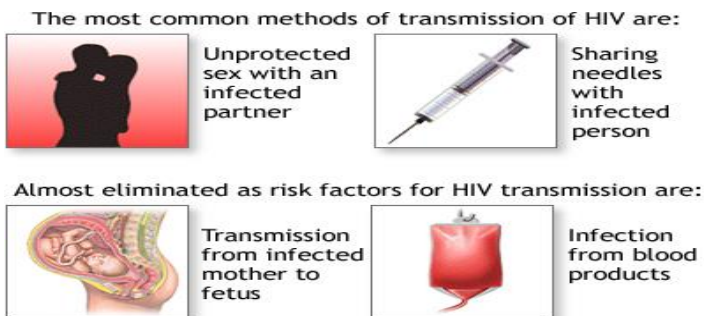 The most common methods of transmission of HIV are:
Unprotected
sex with an
infected
partner
Sharing
needles
with
infected
person
Almost eliminated as risk factors for HIV transmission are:
Transmission
from infected
mother to
fetus
Infection
from blood
products